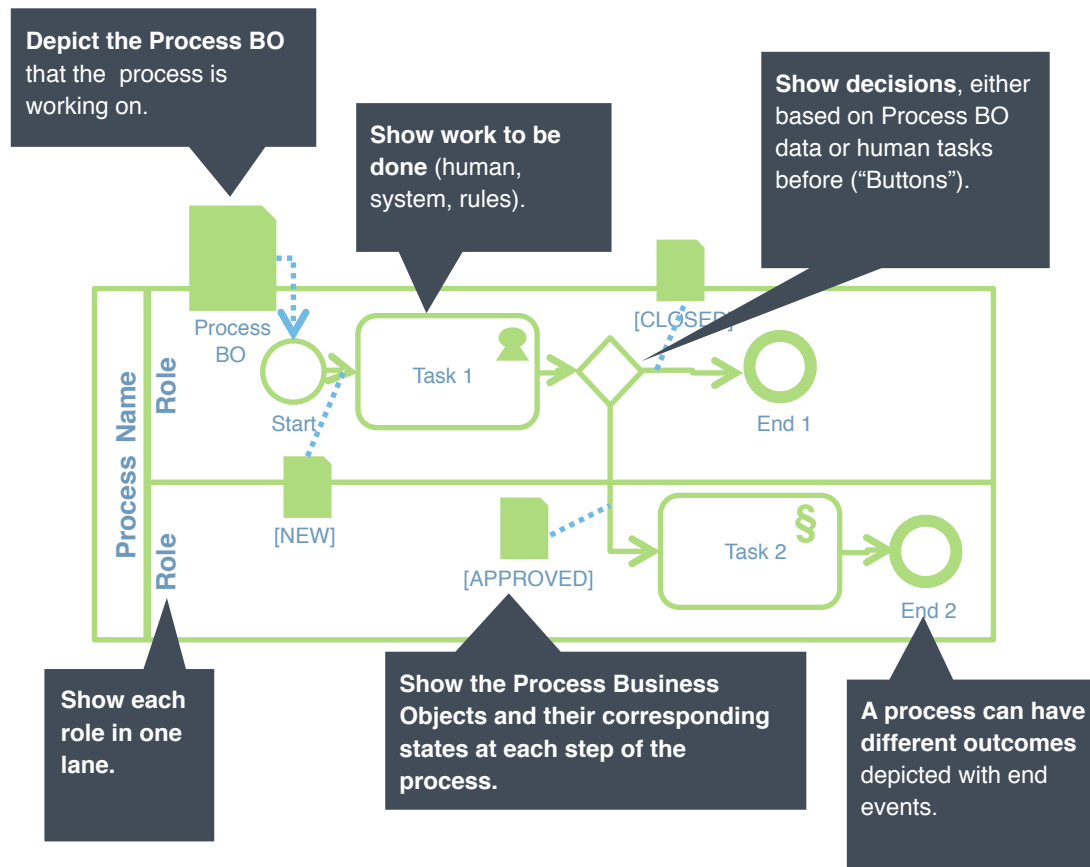 Depict the Process BO
that the process is
working on.
Show work to be
done (human,
system, rules).
Show decisions, either
based on Process BO
data or human tasks
before (“Buttons”).
Process
BO
[CLOSED]
Process Name
Role
Start
Task 1
End 1
[NEW]
Role
[APPROVED]
Task 2
§
End 2
Show each
role in one
lane.
Show the Process Business
Objects and their corresponding
states at each step of the
process.
A process can have
different outcomes
depicted with end
events.